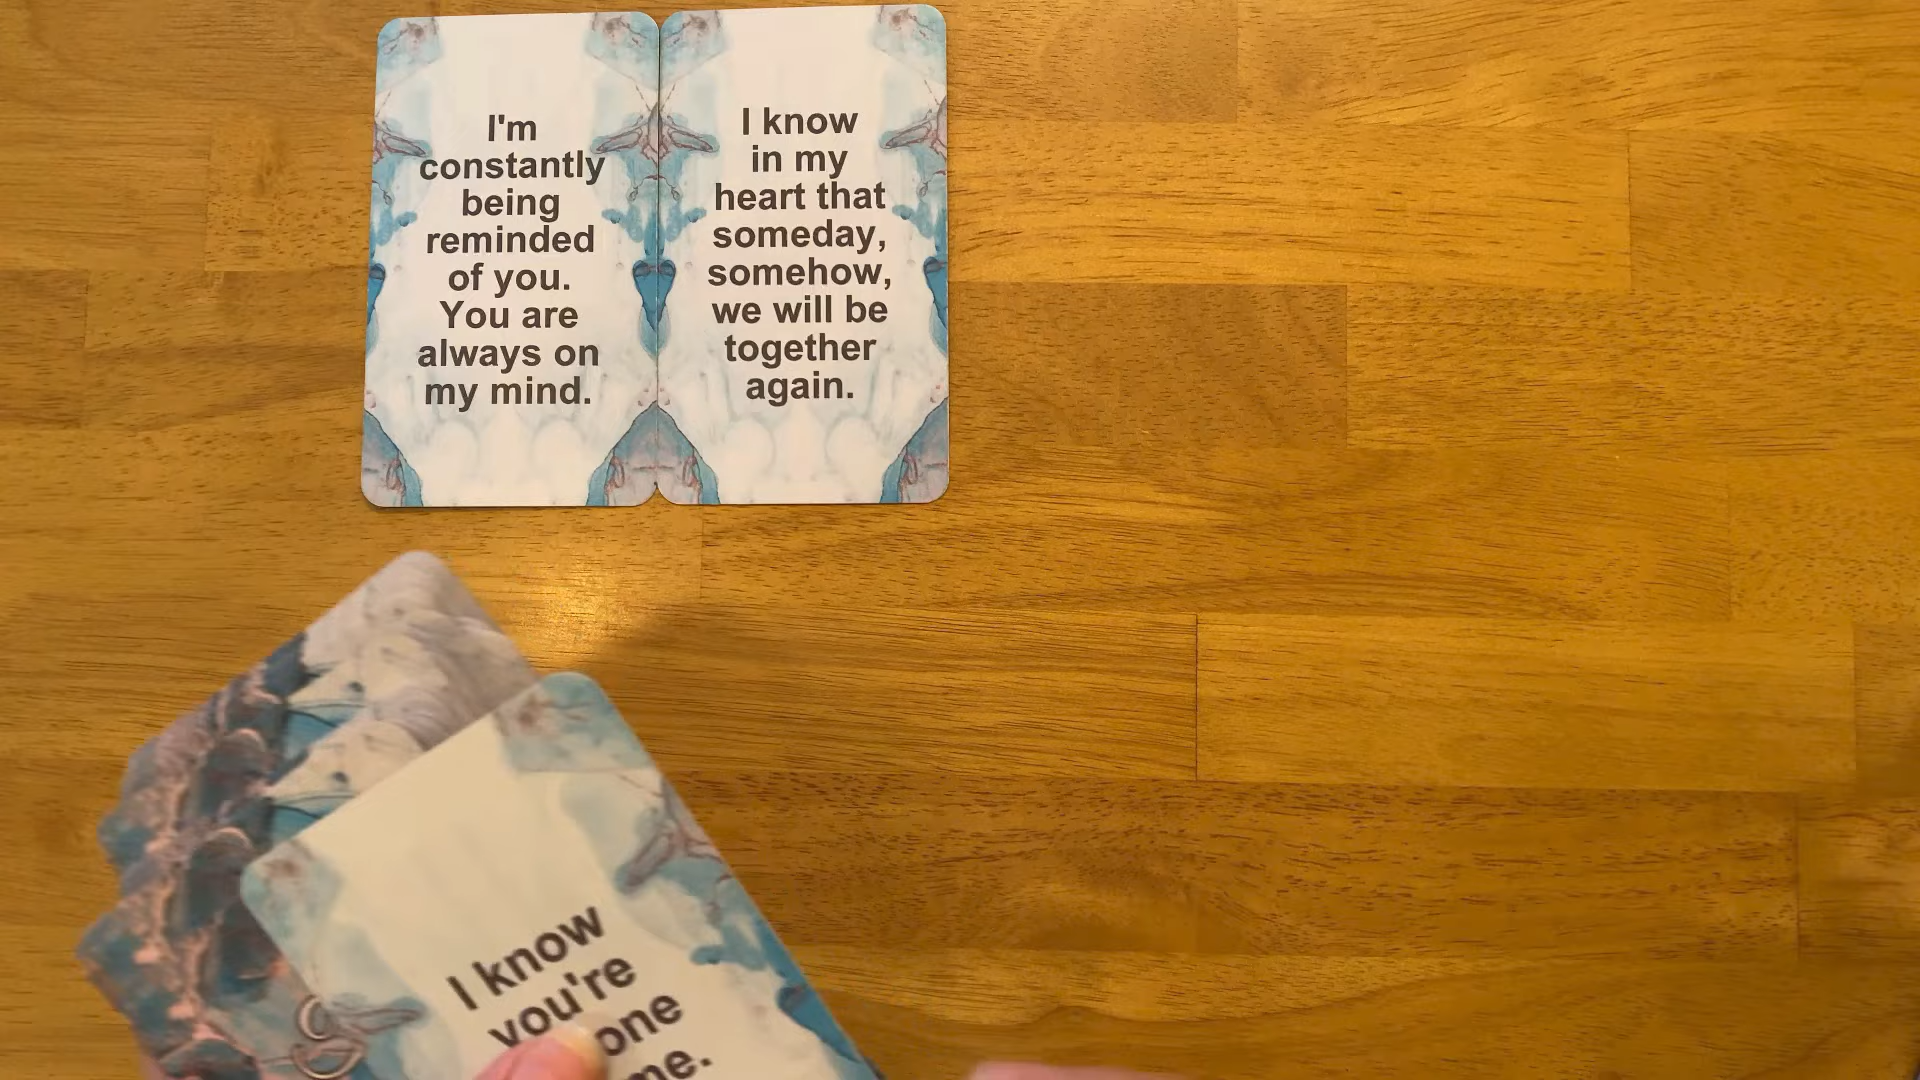 I'm
constantly
being
reminded
of you.
You are
always on
my mind.
I know
in my
heart that
someday,
somehow,
we will be
together
again.
I know
you're
one